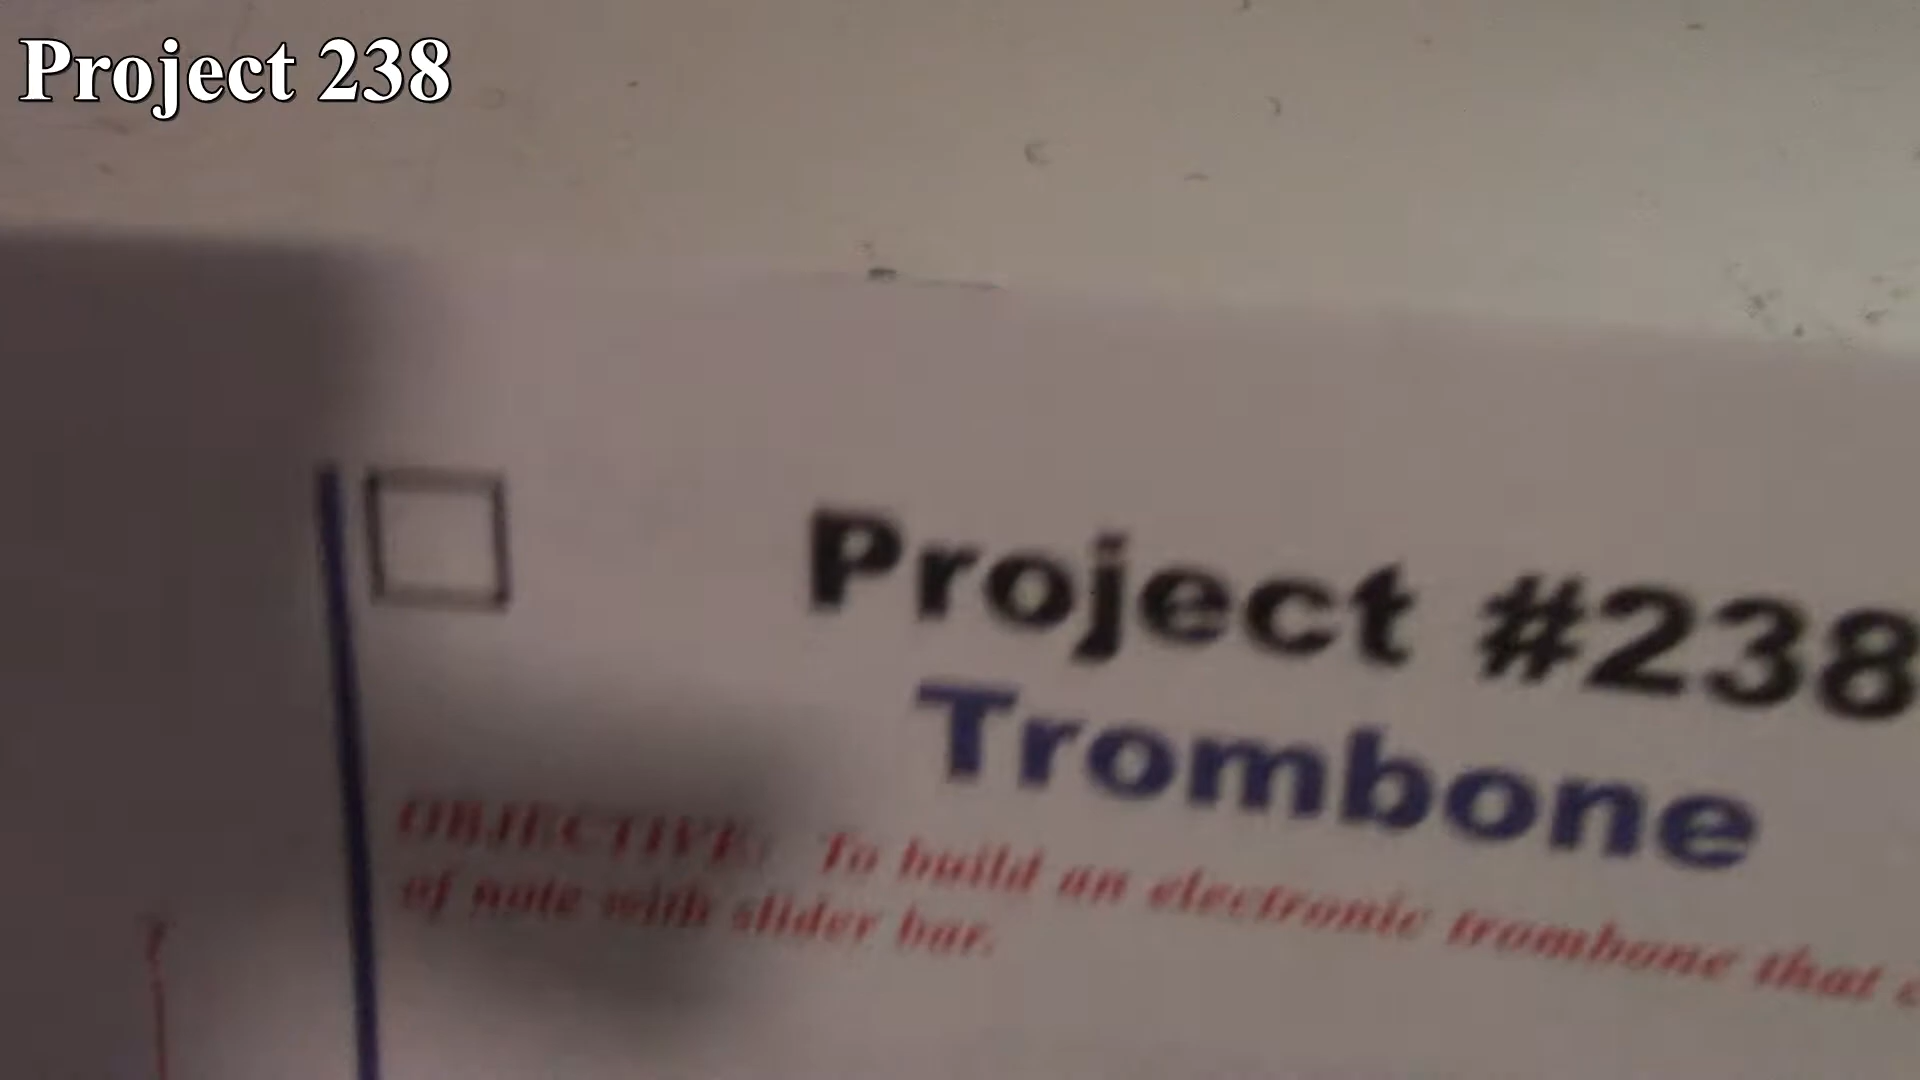 Project 238
Project #238
Trombone
OBJECTIVE: To build an electronic trombone that
of note with slider bar.